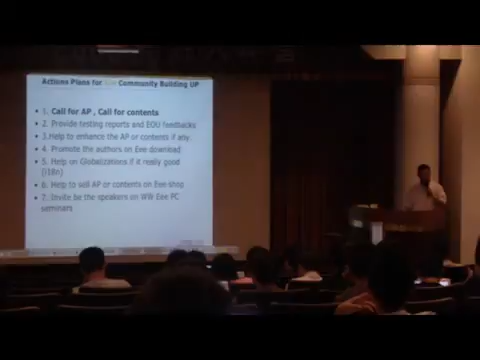 Actions Plans for Eee Community Building UP
1. Call for AP , Call for contents
2. Provide testing reports and EOU feedbacks
3.Help to enhance the AP or contents if any.
4. Promote the authors on Eee download
5. Help on Globalization if it really good
(i18n)
6. Help to sell AP or contents on Eee shop
7. Invite be the speakers on WW Eee PC
seminars